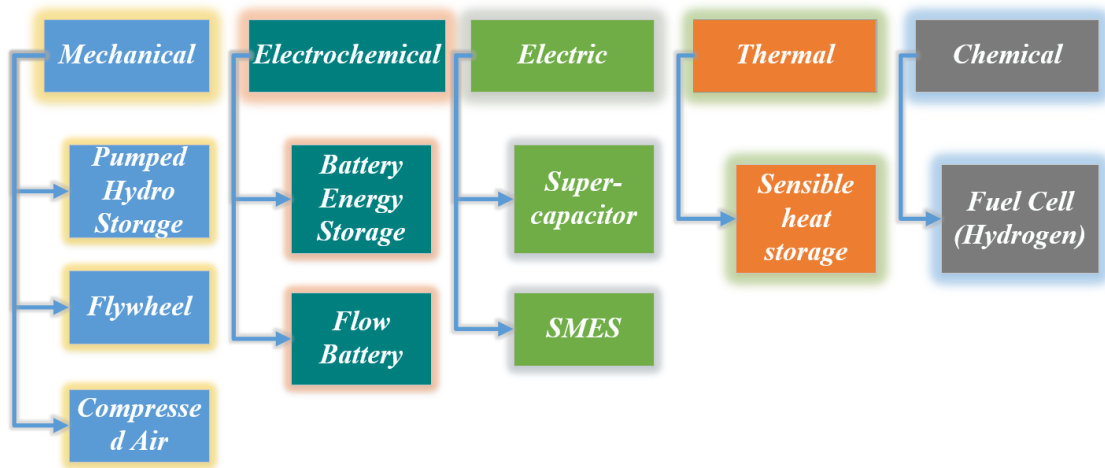 Mechanical
Electrochemical
Electric
Thermal
Chemical
Pumped
Hydro
Storage
Flywheel
Compresse
d Air
Battery
Energy
Storage
Flow
Battery
Super-
capacitor
SMES
Sensible
heat
storage
Fuel Cell
(Hydrogen)